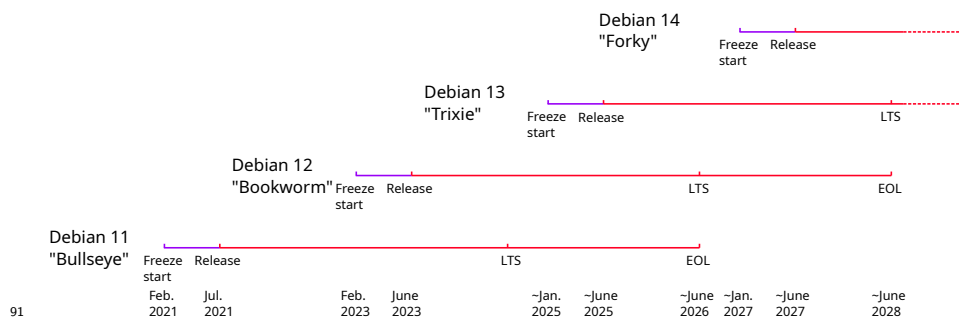 Debian 14
"Forky"
Freeze
start
Release
Debian 13
"Trixie"
Freeze
start
Release
LTS
Debian 12
"Bookworm"
Freeze
start
Release
LTS
EOL
Debian 11
"Bullseye"
Freeze
start
Release
LTS
EOL
Feb.
2021
Jul.
2021
Feb.
2023
June
2023
~Jan.
2025
~June
2025
~June
2026
~Jan.
2027
~June
2027
~June
2028
91